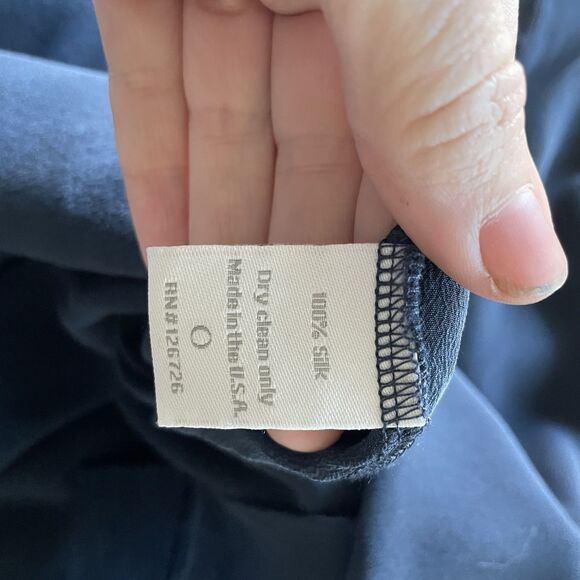 100% Silk
Dry clean only
Made in the U.S.A.
RN#126726